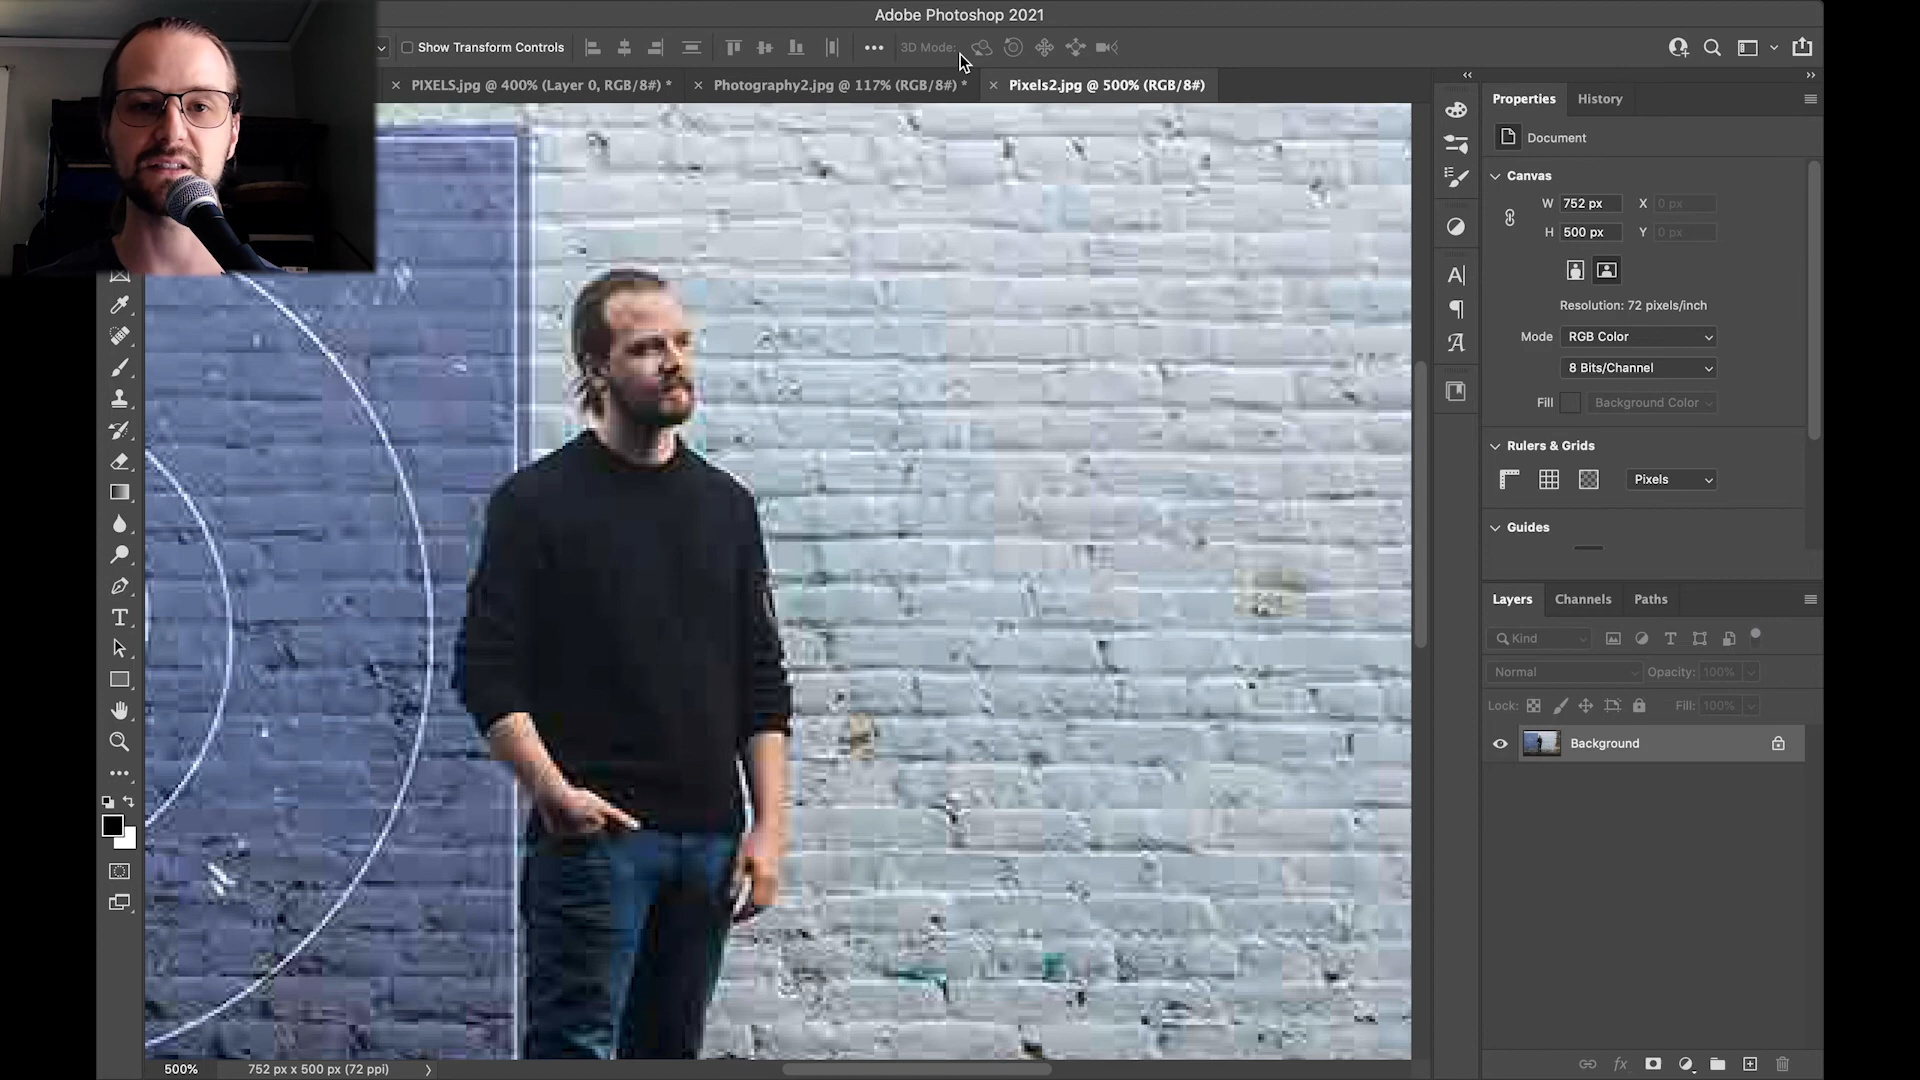 Adobe Photoshop 2021
Show Transform Controls
3D Mode:
PIXELS.jpg @ 400% (Layer 0, RGB/8#) *
Photography2.jpg @ 117% (RGB/8#) *
Pixels2.jpg @ 500% (RGB/8#)
Properties
History
Document
Canvas
W 752 px X 0 px
H 500 px Y 0 px
Resolution: 72 pixels/inch
Mode RGB Color
8 Bits/Channel
Fill Background Color
Rulers & Grids
Pixels
Guides
Layers Channels Paths
Kind
Normal Opacity: 100%
Lock: Fill: 100%
Background
500% 752 px x 500 px (72 ppi)